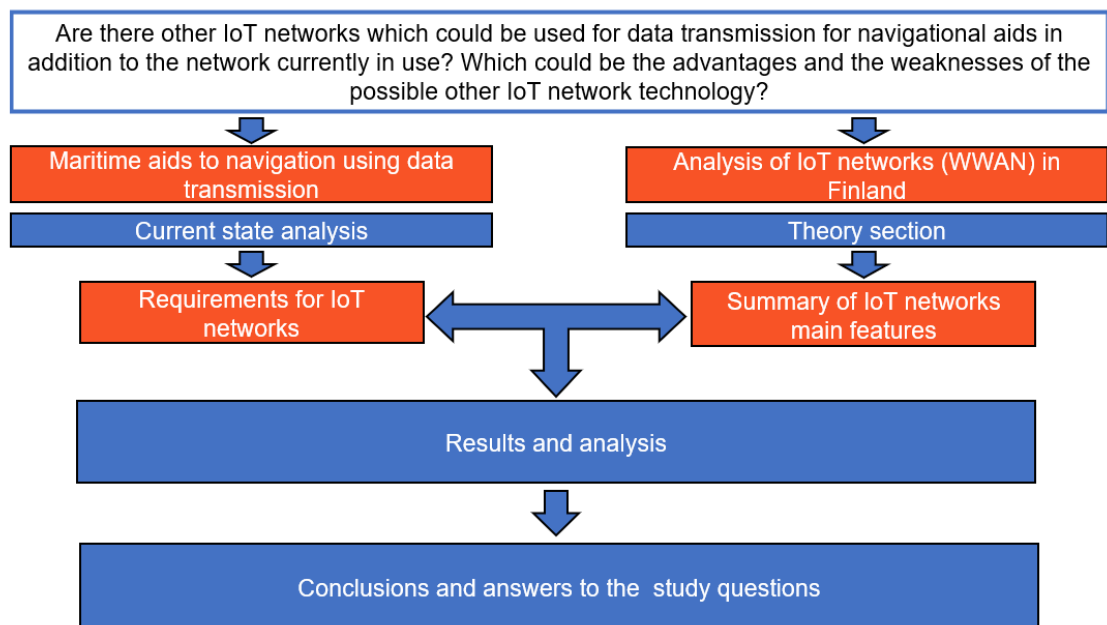 Are there other IoT networks which could be used for data transmission for navigational aids in
addition to the network currently in use? Which could be the advantages and the weaknesses of the
possible other IoT network technology?
Maritime aids to navigation using data
transmission
Analysis of IoT networks (WWAN) in
Finland
Current state analysis
Theory section
Requirements for IoT
networks
Summary of IoT networks
main features
Results and analysis
Conclusions and answers to the  study questions